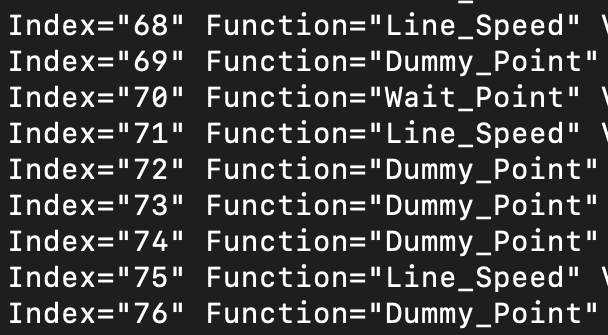 Index="68" Function="Line_Speed"
Index="69" Function="Dummy_Point"
Index="70" Function="Wait_Point"
Index="71" Function="Line_Speed"
Index="72" Function="Dummy_Point"
Index="73" Function="Dummy_Point"
Index="74" Function="Dummy_Point"
Index="75" Function="Line_Speed"
Index="76" Function="Dummy_Point"